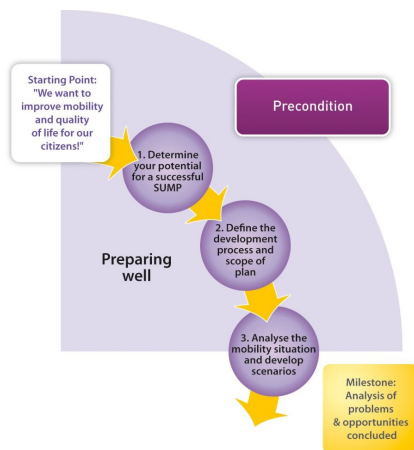 Starting Point:
"We want to
improve mobility
and quality
of life for our
citizens!"
Precondition
1. Determine
your potential
for a successful
SUMP
2. Define the
development
process and
scope of
plan
Preparing
well
3. Analyse the
mobility situation
and develop
scenarios
Milestone:
Analysis of
problems
& opportunities
concluded